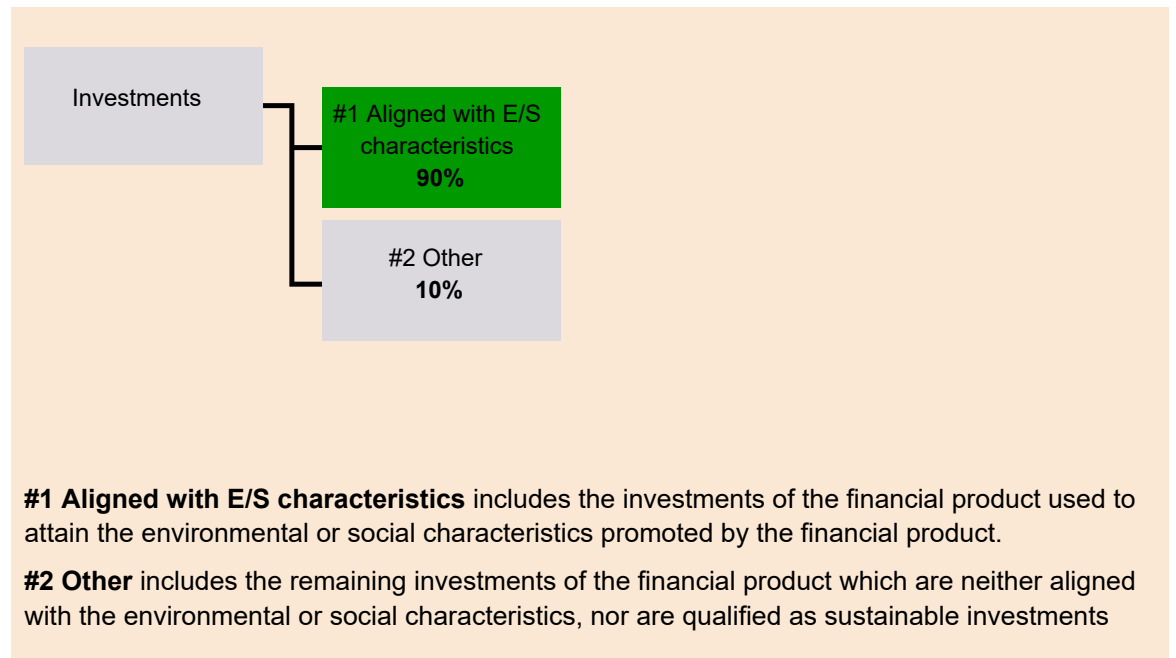 Investments
#1 Aligned with E/S
characteristics
90%
#2 Other
10%
#1 Aligned with E/S characteristics includes the investments of the financial product used to
attain the environmental or social characteristics promoted by the financial product.
#2 Other includes the remaining investments of the financial product which are neither aligned
with the environmental or social characteristics, nor are qualified as sustainable investments